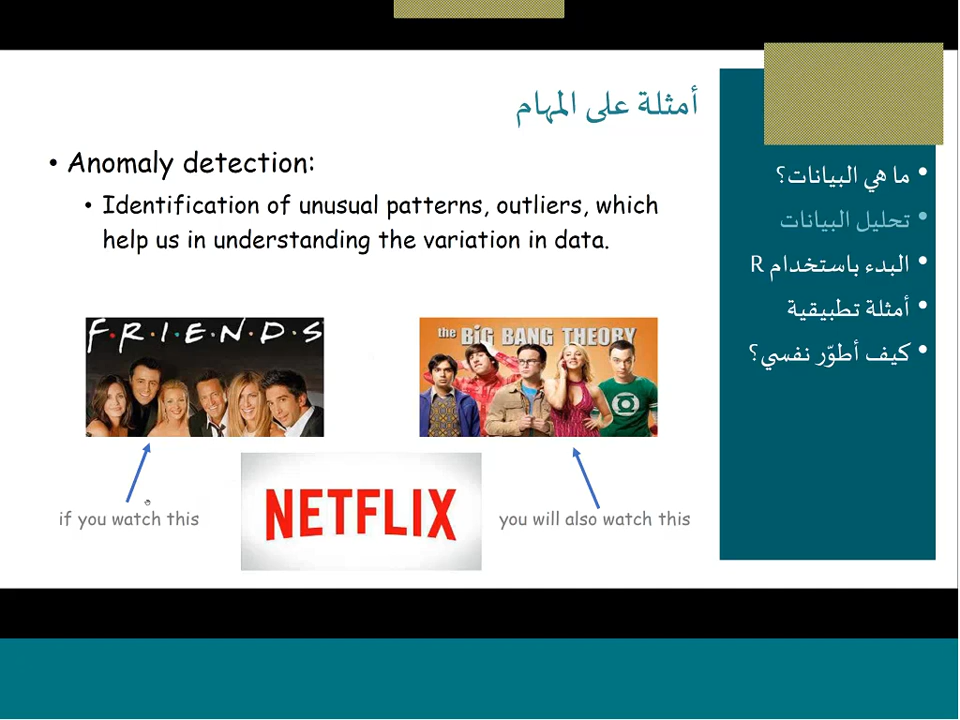 أمثلة على المهام
• Anomaly detection:
• Identification of unusual patterns, outliers, which
help us in understanding the variation in data.
F·R·I·E·N·D·S
the BiG BANG THEORY
if you watch this
NETFLIX
you will also watch this
• ما هي البيانات؟
• تحليل البيانات
• البدء باستخدام R
• أمثلة تطبيقية
• كيف أطوّر نفسي؟